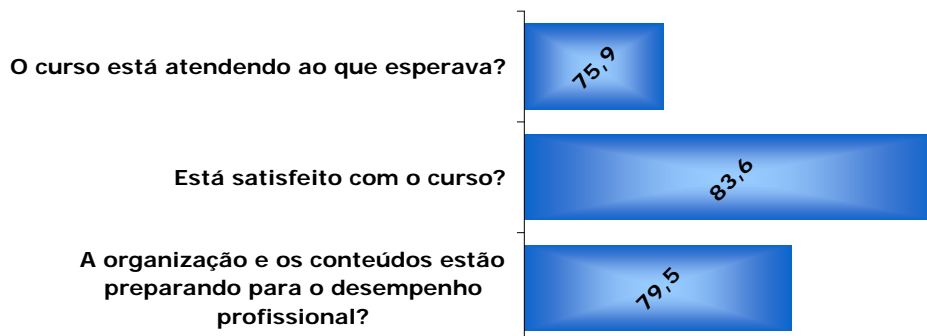 O curso está atendendo ao que esperava?
75,9
Está satisfeito com o curso?
83,6
A organização e os conteúdos estão
preparando para o desempenho
profissional?
79,5